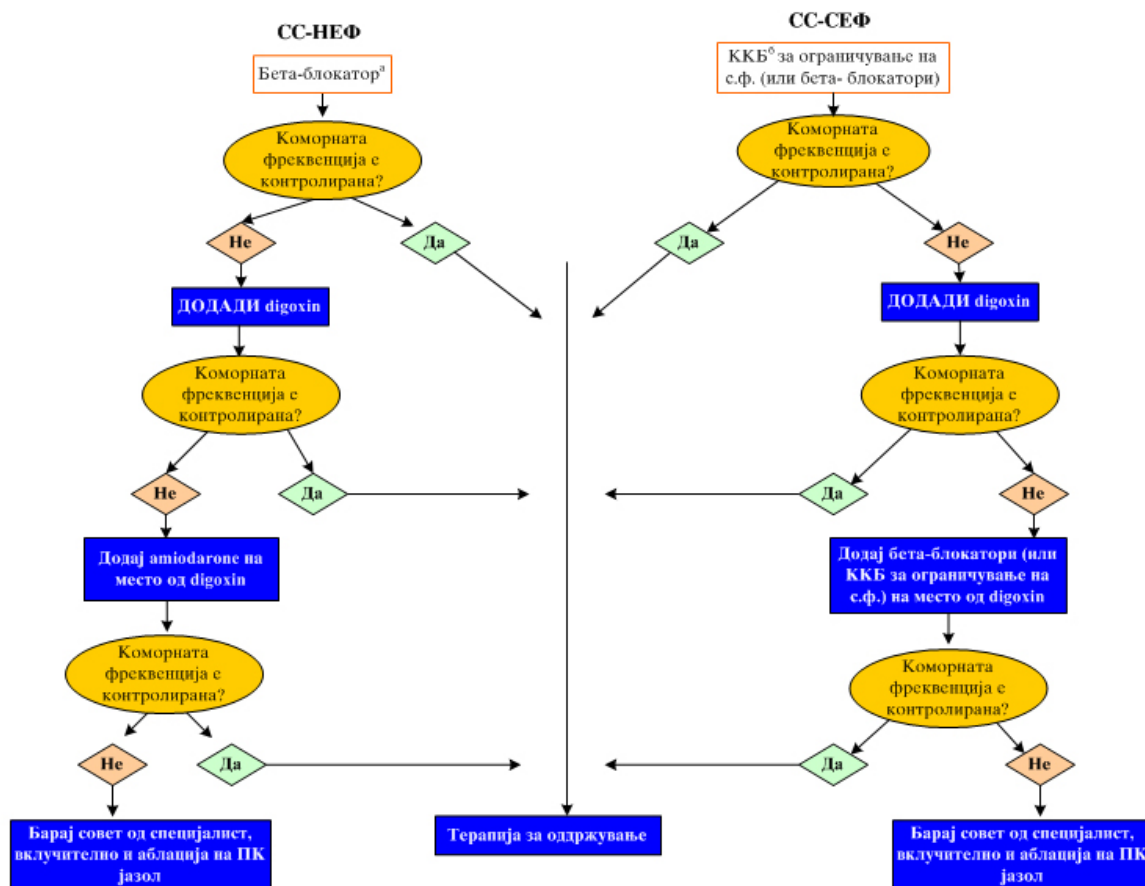 СС-НЕФ
Бета-блокаторᵃ
Коморната
фреквенција е
контролирана?
Не
Да
ДОДАДИ digoxin
Коморната
фреквенција е
контролирана?
Не
Да
Додај amiodarone на
место од digoxin
Коморната
фреквенција е
контролирана?
Не
Да
Барај совет од специјалист,
вклучително и аблација на ПК
јазол
Терапија за оддржување
СС-СЕФ
ККБᵟ за ограничување на
с.ф. (или бета- блокатори)
Коморната
фреквенција е
контролирана?
Да
Не
ДОДАДИ digoxin
Коморната
фреквенција е
контролирана?
Да
Не
Додај бета-блокатори (или
ККБ за ограничување на
с.ф.) на место од digoxin
Коморната
фреквенција е
контролирана?
Да
Не
Барај совет од специјалист,
вклучително и аблација на ПК
јазол